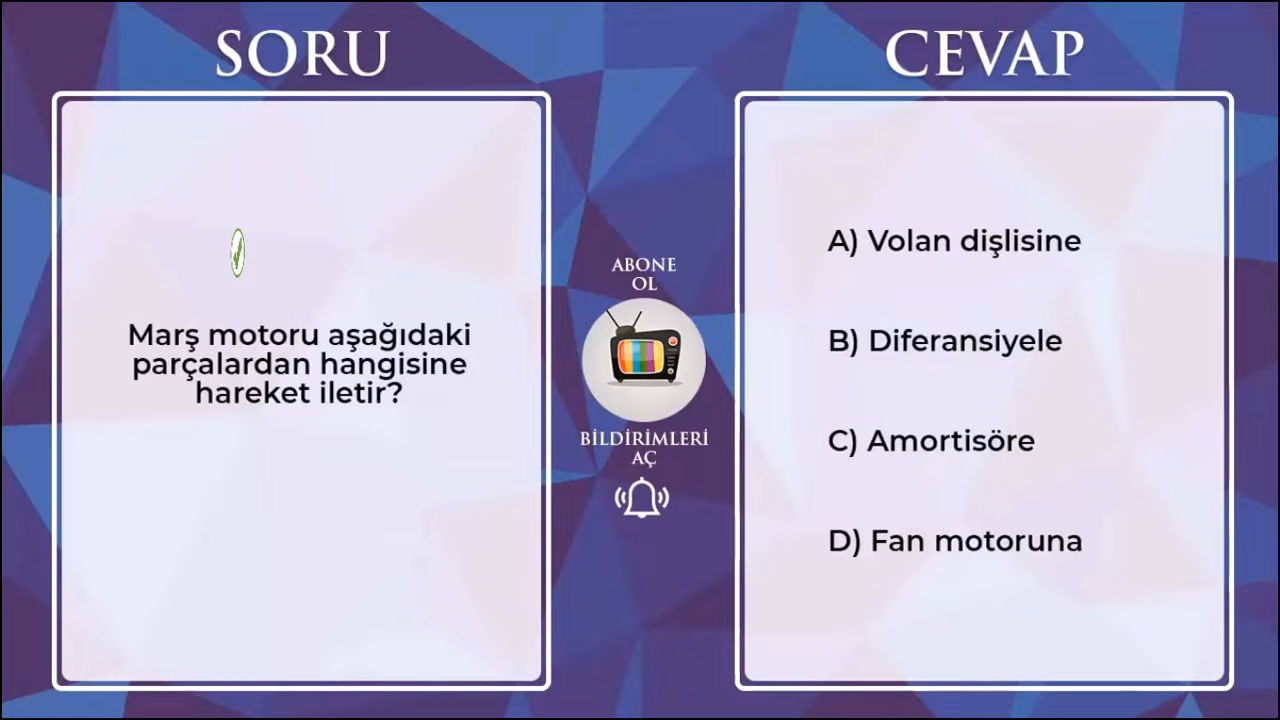 SORU
Marş motoru aşağıdaki
parçalardan hangisine
hareket iletir?
ABONE
OL
BİLDİRİMLERİ
AÇ
CEVAP
A) Volan dişlisine
B) Diferansiyele
C) Amortisöre
D) Fan motoruna